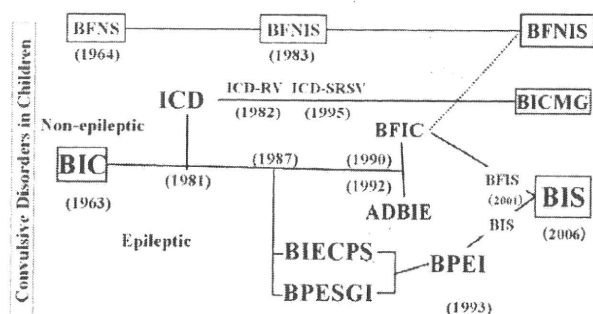 Convulsive Disorders in Children
BFNS
BFNIS
BFNIS
(1964)
(1983)
ICD
ICD-RV ICD-SRSV
BICMG
(1982) (1995)
Non-epileptic
BFIC
(1987)
(1990)
BIC
(1981)
(1992)
BFIS
(2001)
BIS
(1963)
ADBIE
BIS
(2006)
Epileptic
BIECPS
BPEI
BPESGI
(1993)